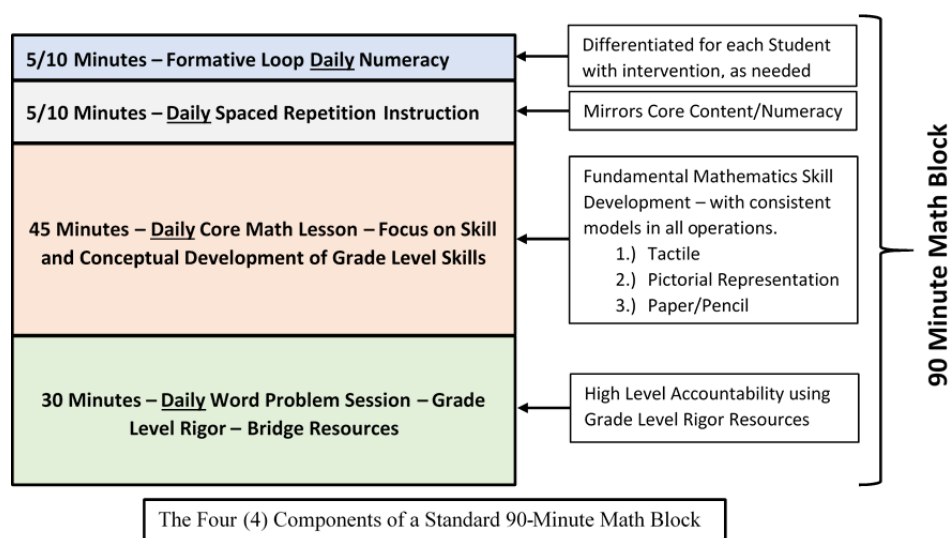 5/10 Minutes – Formative Loop Daily Numeracy
Differentiated for each Student
with intervention, as needed
5/10 Minutes – Daily Spaced Repetition Instruction
Mirrors Core Content/Numeracy
45 Minutes – Daily Core Math Lesson – Focus on Skill
and Conceptual Development of Grade Level Skills
Fundamental Mathematics Skill
Development – with consistent
models in all operations.
1.) Tactile
2.) Pictorial Representation
3.) Paper/Pencil
30 Minutes – Daily Word Problem Session – Grade
Level Rigor – Bridge Resources
High Level Accountability using
Grade Level Rigor Resources
90 Minute Math Block
The Four (4) Components of a Standard 90-Minute Math Block